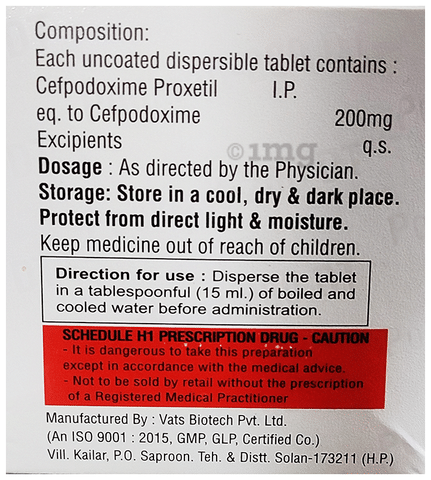 Composition:
Each uncoated dispersible tablet contains :
Cefpodoxime Proxetil I.P.
eq. to Cefpodoxime 200mg
Excipients q.s.
©1mg
Dosage : As directed by the Physician.
Storage: Store in a cool, dry & dark place.
Protect from direct light & moisture.
Keep medicine out of reach of children.
Direction for use : Disperse the tablet
in a tablespoonful (15 ml.) of boiled and
cooled water before administration.
SCHEDULE H1 PRESCRIPTION DRUG - CAUTION
- It is dangerous to take this preparation
except in accordance with the medical advice.
- Not to be sold by retail without the prescription
of a Registered Medical Practitioner
Manufactured By : Vats Biotech Pvt. Ltd.
(An ISO 9001 : 2015, GMP, GLP, Certified Co.)
Vill. Kailar, P.O. Saproon. Teh. & Distt. Solan-173211 (H.P.)